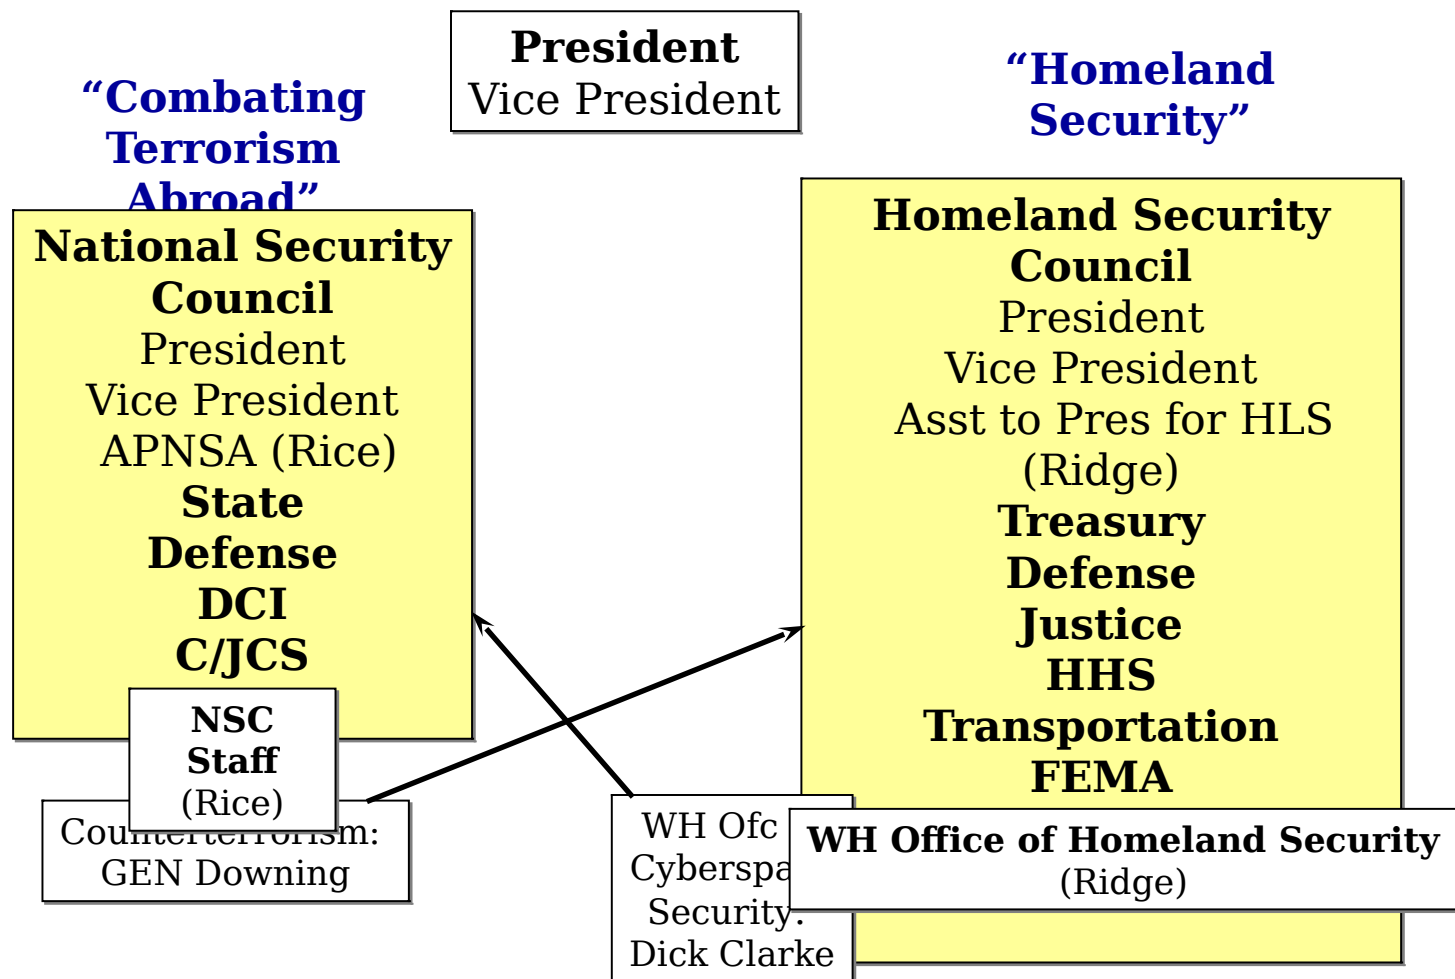 President
Vice President
“Combating
Terrorism
Abroad”
“Homeland
Security”
National Security
Council
President
Vice President
APNSA (Rice)
State
Defense
DCI
C/JCS
NSC
Staff
(Rice)
Counterterrorism:
GEN Downing
Homeland Security
Council
President
Vice President
Asst to Pres for HLS
(Ridge)
Treasury
Defense
Justice
HHS
Transportation
FEMA
WH Ofc
Cyberspa
Security:
Dick Clarke
WH Office of Homeland Security
(Ridge)